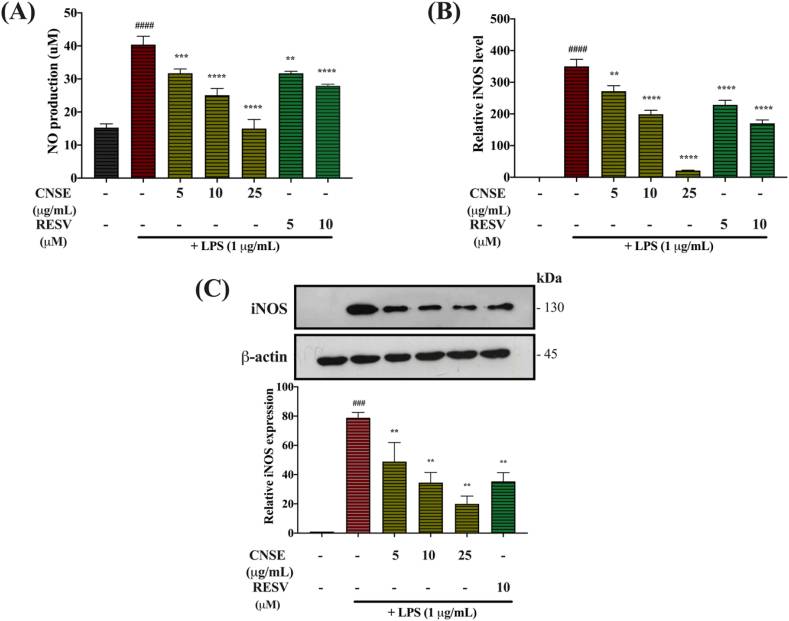 (A)
NO production (uM)
50
40
30
20
10
0
####
***
****
****
**
****
CNSE - - 5 10 25 - -
(μg/mL)
RESV - - - - - 5 10
(μM)
+ LPS (1 μg/mL)
(B)
Relative iNOS level
500
400
300
200
100
0
####
**
****
****
****
****
CNSE - - 5 10 25 - -
(μg/mL)
RESV - - - - - 5 10
(μM)
+ LPS (1 μg/mL)
(C)
kDa
iNOS - 130
β-actin - 45
Relative iNOS expression
100
80
60
40
20
0
###
**
**
**
**
CNSE - - 5 10 25 -
(μg/mL)
RESV - - - - - 10
(μM)
+ LPS (1 μg/mL)